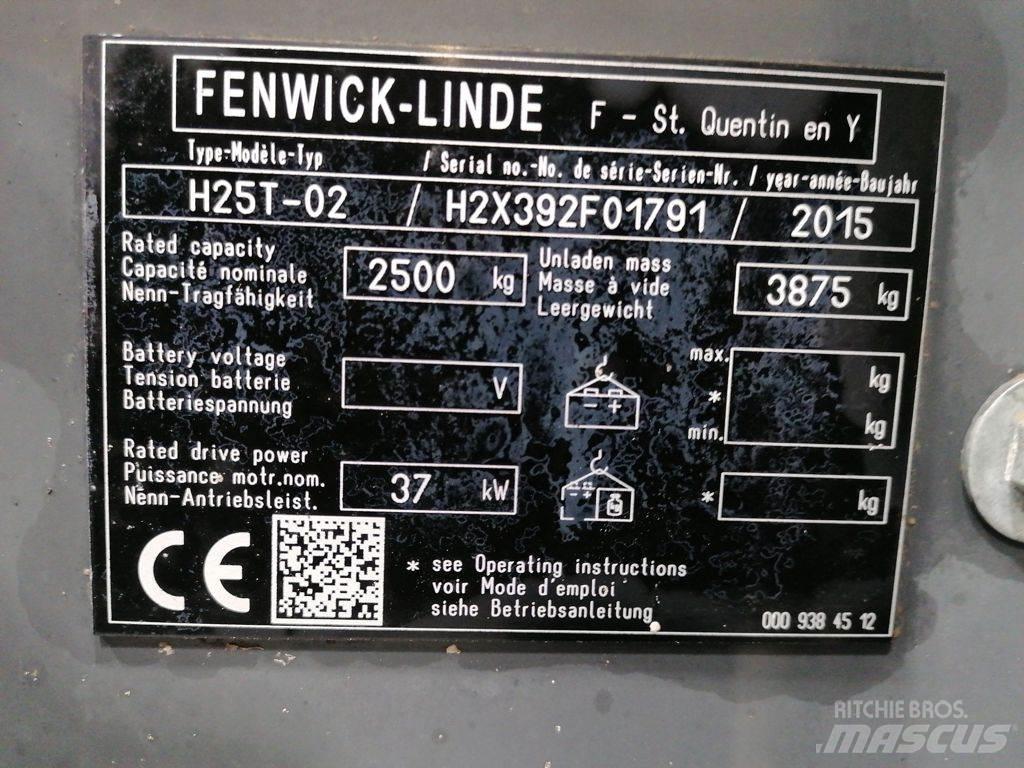 FENWICK-LINDE F - St. Quentin en Y
Type-Modèle-Typ / Serial no.-No. de série-Serien-Nr. / year-année-Baujahr
H25T-02 / H2X392F01791 / 2015
Rated capacity
Capacité nominale
Nenn-Tragfähigkeit
2500 kg
Unladen mass
Masse à vide
Leergewicht
3875 kg
Battery voltage
Tension batterie
Batteriespannung
V
- +
max. kg
*
min. kg
Rated drive power
Puissance motr.nom.
Nenn-Antriebsleist.
37 kW
- +
* kg
CE
* see Operating instructions
voir Mode d'emploi
siehe Betriebsanleitung
000 938 45 12
RITCHIE BROS.
MASCUS